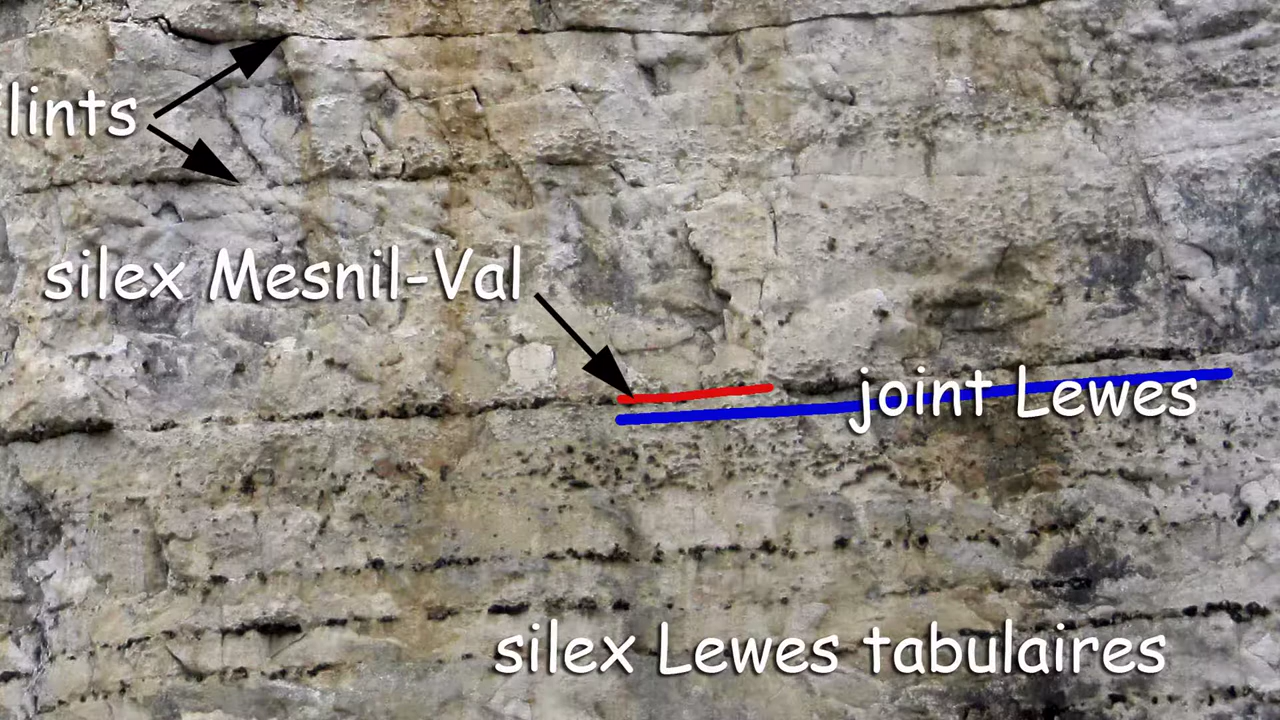 lints
silex Mesnil-Val
joint Lewes
silex Lewes tabulaires